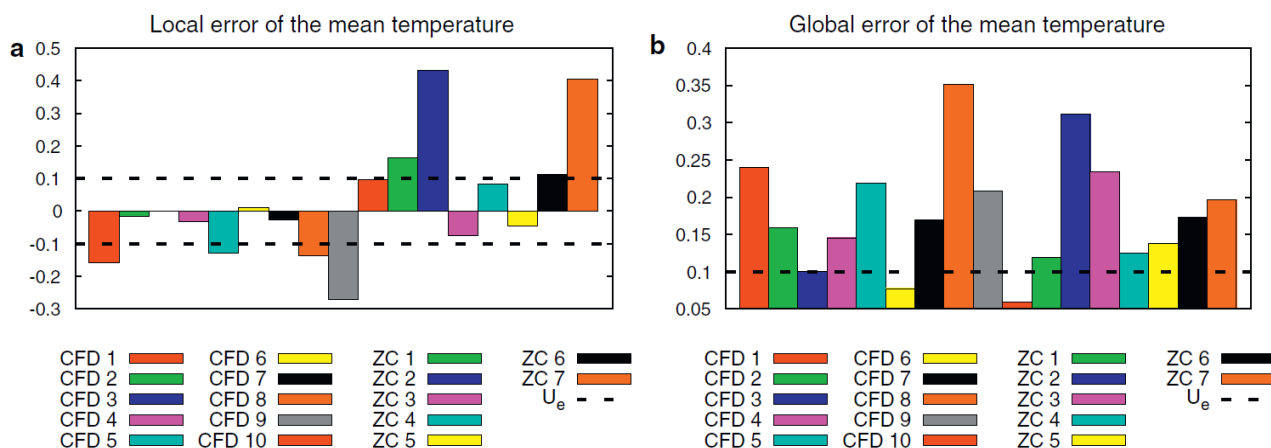 Local error of the mean temperature
a
0.5
0.4
0.3
0.2
0.1
0
-0.1
-0.2
-0.3
CFD 1 CFD 6 ZC 1 ZC 6
CFD 2 CFD 7 ZC 2 ZC 7
CFD 3 CFD 8 ZC 3 Ue
CFD 4 CFD 9 ZC 4
CFD 5 CFD 10 ZC 5
Global error of the mean temperature
b
0.4
0.35
0.3
0.25
0.2
0.15
0.1
0.05
CFD 1 CFD 6 ZC 1 ZC 6
CFD 2 CFD 7 ZC 2 ZC 7
CFD 3 CFD 8 ZC 3 Ue
CFD 4 CFD 9 ZC 4
CFD 5 CFD 10 ZC 5